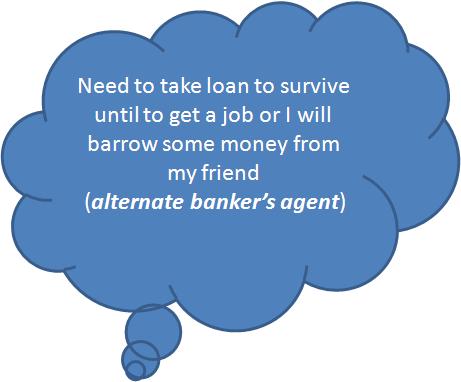 Need to take loan to survive
until to get a job or I will
barrow some money from
my friend
(alternate banker's agent)